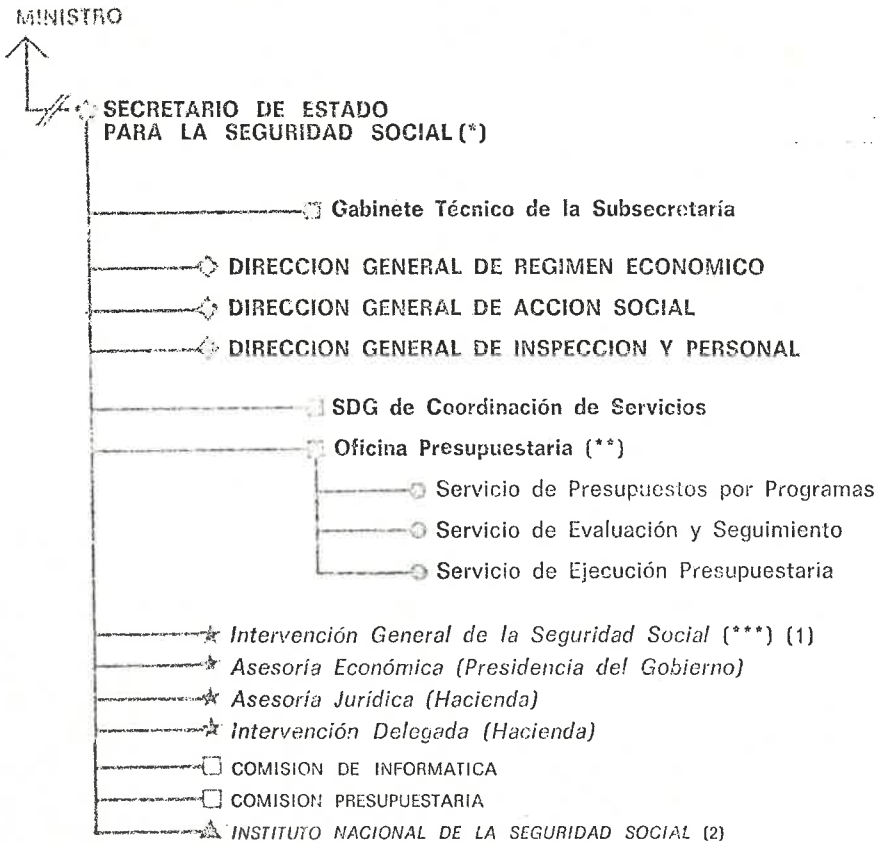 MINISTRO
SECRETARIO DE ESTADO
PARA LA SEGURIDAD SOCIAL (*)
Gabinete Técnico de la Subsecretaría
DIRECCION GENERAL DE REGIMEN ECONOMICO
DIRECCION GENERAL DE ACCION SOCIAL
DIRECCION GENERAL DE INSPECCION Y PERSONAL
SDG de Coordinación de Servicios
Oficina Presupuestaria (**)
Servicio de Presupuestos por Programas
Servicio de Evaluación y Seguimiento
Servicio de Ejecución Presupuestaria
Intervención General de la Seguridad Social (***) (1)
Asesoría Económica (Presidencia del Gobierno)
Asesoría Jurídica (Hacienda)
Intervención Delegada (Hacienda)
COMISION DE INFORMATICA
COMISION PRESUPUESTARIA
INSTITUTO NACIONAL DE LA SEGURIDAD SOCIAL (2)